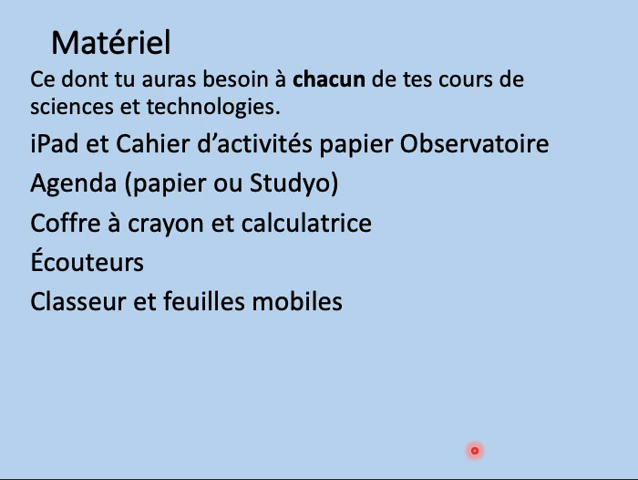 Matériel
Ce dont tu auras besoin à chacun de tes cours de
sciences et technologies.
iPad et Cahier d’activités papier Observatoire
Agenda (papier ou Studyo)
Coffre à crayon et calculatrice
Écouteurs
Classeur et feuilles mobiles